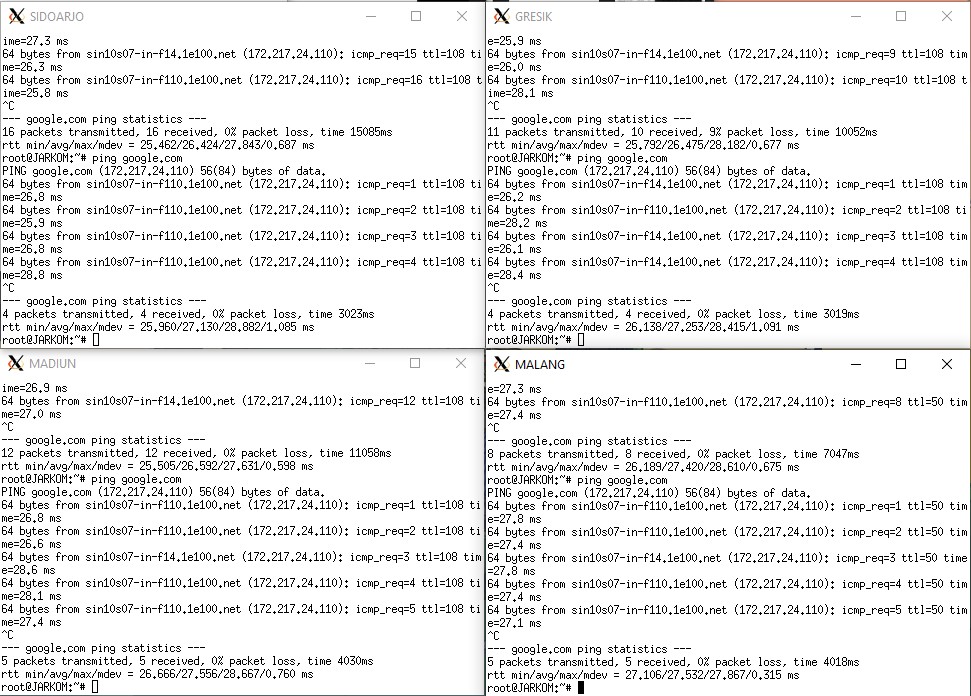 SIDOARJO
ime=27.3 ms
64 bytes from sin10s07-in-f14.1e100.net (172.217.24.110): icmp_req=15 ttl=108 t
ime=26.3 ms
64 bytes from sin10s07-in-f110.1e100.net (172.217.24.110): icmp_req=16 ttl=108 t
ime=25.8 ms
^C
--- google.com ping statistics ---
16 packets transmitted, 16 received, 0% packet loss, time 15085ms
rtt min/avg/max/mdev = 25.462/26.424/27.843/0.687 ms
root@JARKOM:~# ping google.com
PING google.com (172.217.24.110) 56(84) bytes of data.
64 bytes from sin10s07-in-f110.1e100.net (172.217.24.110): icmp_req=1 ttl=108 ti
me=26.8 ms
64 bytes from sin10s07-in-f110.1e100.net (172.217.24.110): icmp_req=2 ttl=108 ti
me=25.9 ms
64 bytes from sin10s07-in-f110.1e100.net (172.217.24.110): icmp_req=3 ttl=108 ti
me=26.8 ms
64 bytes from sin10s07-in-f110.1e100.net (172.217.24.110): icmp_req=4 ttl=108 ti
me=28.8 ms
^C
--- google.com ping statistics ---
4 packets transmitted, 4 received, 0% packet loss, time 3023ms
rtt min/avg/max/mdev = 25.960/27.130/28.882/1.085 ms
root@JARKOM:~#
GRESIK
e=25.9 ms
64 bytes from sin10s07-in-f14.1e100.net (172.217.24.110): icmp_req=9 ttl=108 tim
e=26.0 ms
64 bytes from sin10s07-in-f110.1e100.net (172.217.24.110): icmp_req=10 ttl=108 t
ime=28.1 ms
^C
--- google.com ping statistics ---
11 packets transmitted, 10 received, 9% packet loss, time 10052ms
rtt min/avg/max/mdev = 25.792/26.475/28.182/0.677 ms
root@JARKOM:~# ping google.com
PING google.com (172.217.24.110) 56(84) bytes of data.
64 bytes from sin10s07-in-f14.1e100.net (172.217.24.110): icmp_req=1 ttl=108 tim
e=26.2 ms
64 bytes from sin10s07-in-f110.1e100.net (172.217.24.110): icmp_req=2 ttl=108 ti
me=28.2 ms
64 bytes from sin10s07-in-f14.1e100.net (172.217.24.110): icmp_req=3 ttl=108 tim
e=26.1 ms
64 bytes from sin10s07-in-f14.1e100.net (172.217.24.110): icmp_req=4 ttl=108 tim
e=28.4 ms
^C
--- google.com ping statistics ---
4 packets transmitted, 4 received, 0% packet loss, time 3019ms
rtt min/avg/max/mdev = 26.138/27.253/28.415/1.091 ms
root@JARKOM:~#
MADIUN
ime=26.9 ms
64 bytes from sin10s07-in-f14.1e100.net (172.217.24.110): icmp_req=12 ttl=108 ti
me=27.0 ms
^C
--- google.com ping statistics ---
12 packets transmitted, 12 received, 0% packet loss, time 11058ms
rtt min/avg/max/mdev = 25.505/26.592/27.631/0.598 ms
root@JARKOM:~# ping google.com
PING google.com (172.217.24.110) 56(84) bytes of data.
64 bytes from sin10s07-in-f110.1e100.net (172.217.24.110): icmp_req=1 ttl=108 ti
me=26.8 ms
64 bytes from sin10s07-in-f110.1e100.net (172.217.24.110): icmp_req=2 ttl=108 ti
me=26.6 ms
64 bytes from sin10s07-in-f14.1e100.net (172.217.24.110): icmp_req=3 ttl=108 tim
e=28.6 ms
64 bytes from sin10s07-in-f110.1e100.net (172.217.24.110): icmp_req=4 ttl=108 ti
me=28.1 ms
64 bytes from sin10s07-in-f110.1e100.net (172.217.24.110): icmp_req=5 ttl=108 ti
me=27.4 ms
^C
--- google.com ping statistics ---
5 packets transmitted, 5 received, 0% packet loss, time 4030ms
rtt min/avg/max/mdev = 26.666/27.556/28.667/0.760 ms
root@JARKOM:~#
MALANG
e=27.3 ms
64 bytes from sin10s07-in-f110.1e100.net (172.217.24.110): icmp_req=8 ttl=50 tim
e=27.4 ms
^C
--- google.com ping statistics ---
8 packets transmitted, 8 received, 0% packet loss, time 7047ms
rtt min/avg/max/mdev = 26.189/27.420/28.610/0.675 ms
root@JARKOM:~# ping google.com
PING google.com (172.217.24.110) 56(84) bytes of data.
64 bytes from sin10s07-in-f110.1e100.net (172.217.24.110): icmp_req=1 ttl=50 tim
e=27.8 ms
64 bytes from sin10s07-in-f110.1e100.net (172.217.24.110): icmp_req=2 ttl=50 tim
e=27.4 ms
64 bytes from sin10s07-in-f14.1e100.net (172.217.24.110): icmp_req=3 ttl=50 time
=27.8 ms
64 bytes from sin10s07-in-f110.1e100.net (172.217.24.110): icmp_req=4 ttl=50 tim
e=27.4 ms
64 bytes from sin10s07-in-f110.1e100.net (172.217.24.110): icmp_req=5 ttl=50 tim
e=27.1 ms
^C
--- google.com ping statistics ---
5 packets transmitted, 5 received, 0% packet loss, time 4018ms
rtt min/avg/max/mdev = 27.106/27.532/27.867/0.315 ms
root@JARKOM:~#